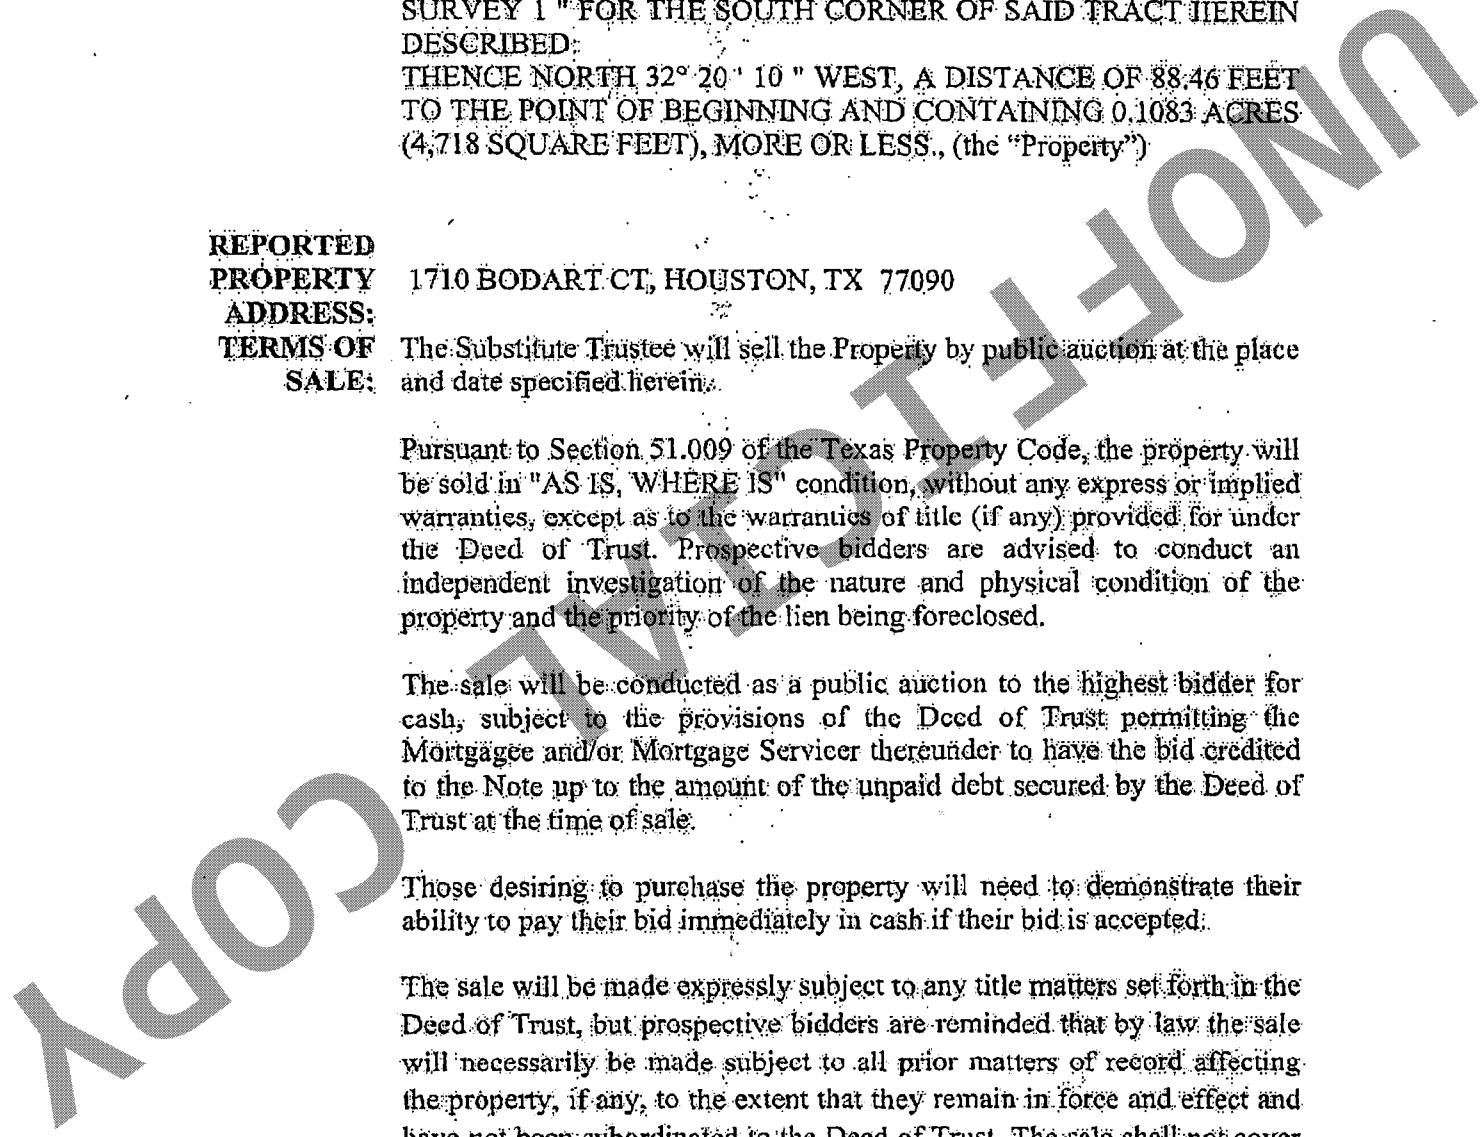 SURVEY 1 " FOR THE SOUTH CORNER OF SAID TRACT HEREIN
DESCRIBED;
THENCE NORTH 32° 20 ' 10 " WEST, A DISTANCE OF 88.46 FEET
TO THE POINT OF BEGINNING AND CONTAINING 0.1083 ACRES
(4,718 SQUARE FEET), MORE OR LESS., (the “Property”)
REPORTED
PROPERTY 1710 BODART CT, HOUSTON, TX 77090
ADDRESS:
TERMS OF The Substitute Trustee will sell the Property by public auction at the place
SALE: and date specified herein.
Pursuant to Section 51.009 of the Texas Property Code, the property will
be sold in "AS IS, WHERE IS" condition, without any express or implied
warranties, except as to the warranties of title (if any) provided for under
the Deed of Trust. Prospective bidders are advised to conduct an
independent investigation of the nature and physical condition of the
property and the priority of the lien being foreclosed.
The sale will be conducted as a public auction to the highest bidder for
cash, subject to the provisions of the Deed of Trust permitting the
Mortgagee and/or Mortgage Servicer thereunder to have the bid credited
to the Note up to the amount of the unpaid debt secured by the Deed of
Trust at the time of sale.
Those desiring to purchase the property will need to demonstrate their
ability to pay their bid immediately in cash if their bid is accepted.
The sale will be made expressly subject to any title matters set forth in the
Deed of Trust, but prospective bidders are reminded that by law the sale
will necessarily be made subject to all prior matters of record affecting
the property, if any, to the extent that they remain in force and effect and
have not been subordinated to the Deed of Trust. The sale shall not cover
UNOFFICIAL COPY